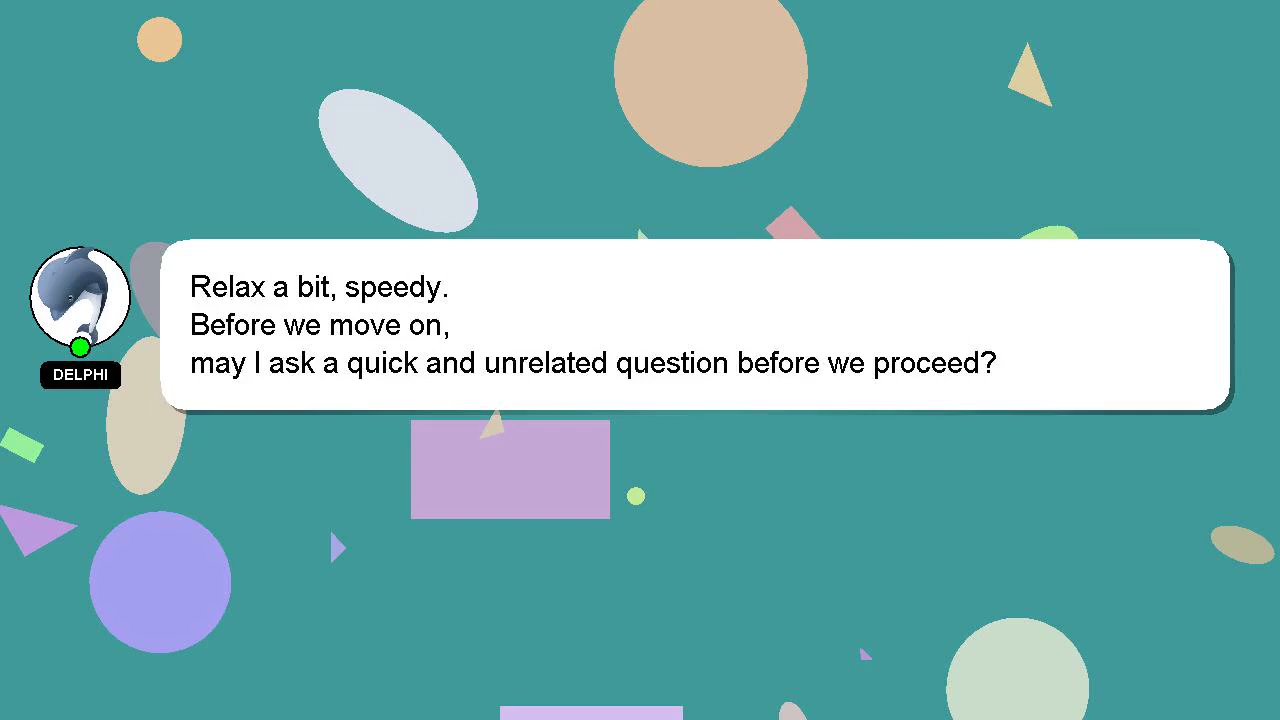 Relax a bit, speedy.
Before we move on,
may I ask a quick and unrelated question before we proceed?
DELPHI